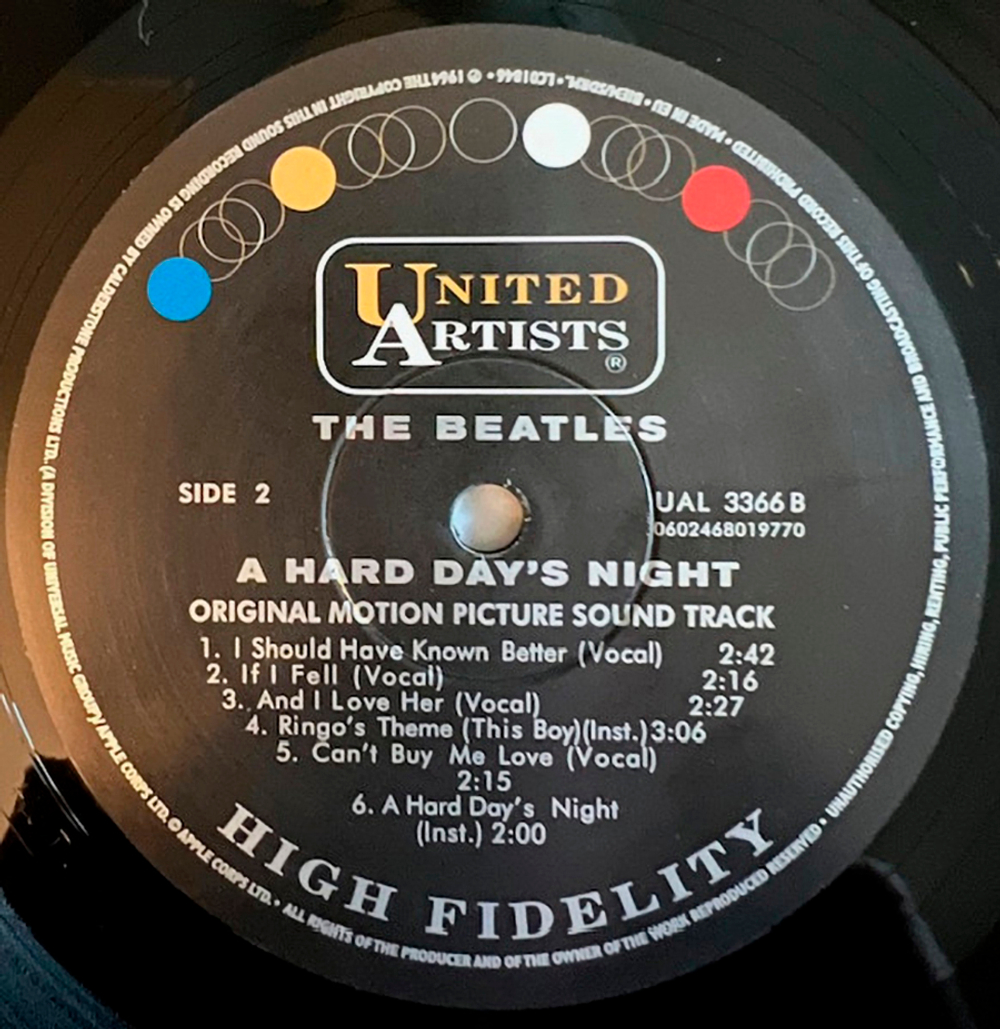 UNITED
ARTISTS
®
THE BEATLES
SIDE 2
UAL 3366 B
0602468019770
A HARD DAY'S NIGHT
ORIGINAL MOTION PICTURE SOUND TRACK
1. I Should Have Known Better (Vocal) 2:42
2. If I Fell (Vocal) 2:16
3. And I Love Her (Vocal) 2:27
4. Ringo's Theme (This Boy)(Inst.) 3:06
5. Can't Buy Me Love (Vocal)
2:15
6. A Hard Day's Night
(Inst.) 2:00
HIGH FIDELITY
℗ 1964 THE COPYRIGHT IN THIS SOUND RECORDING IS OWNED BY CALDERSTONE PRODUCTIONS LTD. (A DIVISION OF UNIVERSAL MUSIC GROUP)/APPLE CORPS LTD. © APPLE CORPS LTD. • ALL RIGHTS OF THE PRODUCER AND OF THE OWNER OF THE WORK REPRODUCED RESERVED • UNAUTHORISED COPYING, HIRING, RENTING, PUBLIC PERFORMANCE AND BROADCASTING OF THIS RECORD PROHIBITED • MADE IN EU • BIEM/SDRM. • LC01846 •